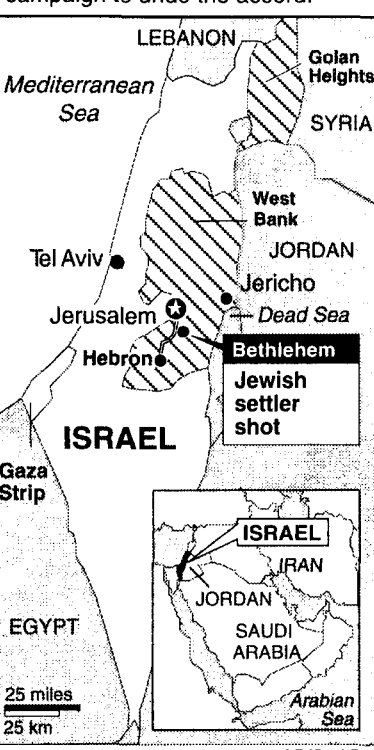 campaign to undo the accord.
LEBANON
Golan
Heights
Mediterranean
Sea
SYRIA
West
Bank
JORDAN
Tel Aviv
Jericho
Jerusalem
Dead Sea
Hebron
Bethlehem
Jewish
settler
shot
ISRAEL
Gaza
Strip
ISRAEL
IRAN
JORDAN
EGYPT
SAUDI
ARABIA
25 miles
25 km
Arabian
Sea